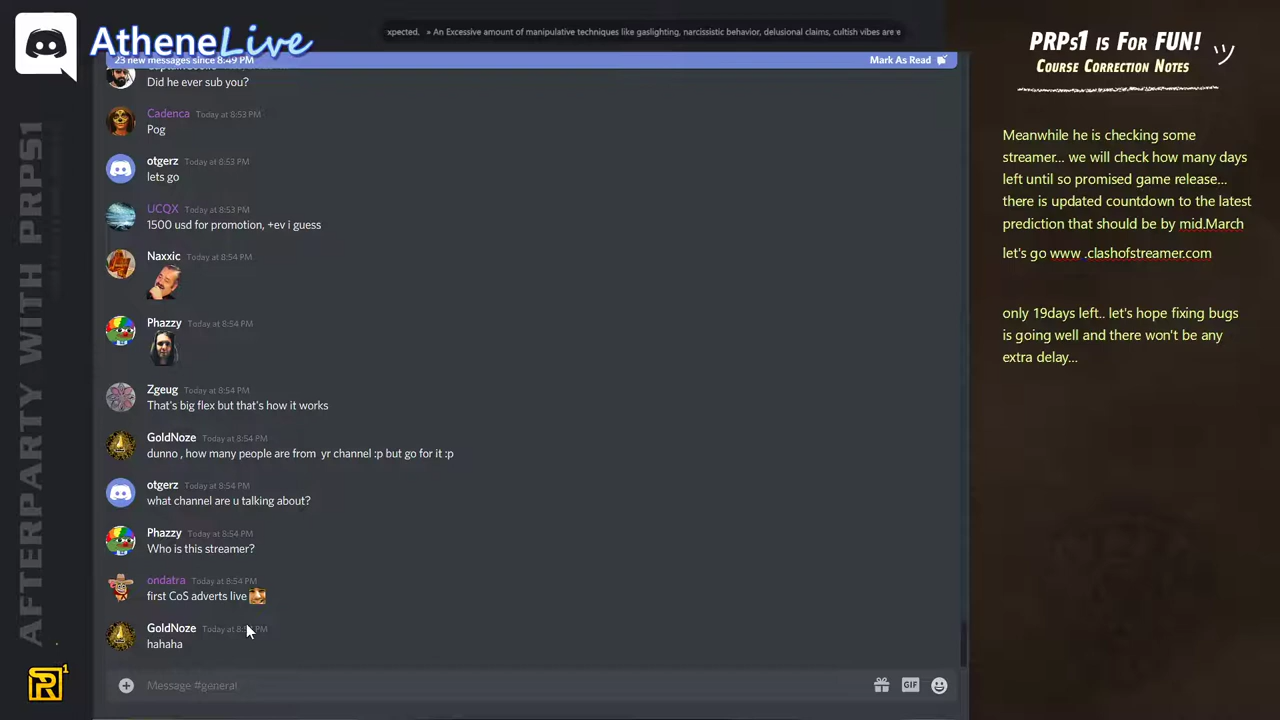 AtheneLive
xpected. » An Excessive amount of manipulative techniques like gaslighting, narcissistic behavior, delusional claims, cultish vibes are e
23 new messages since 8:49 PM
Mark As Read
Did he ever sub you?
Cadenca Today at 8:53 PM
Pog
otgerz Today at 8:53 PM
lets go
UCQX Today at 8:53 PM
1500 usd for promotion, +ev i guess
Naxxic Today at 8:54 PM
Phazzy Today at 8:54 PM
Zgeug Today at 8:54 PM
That's big flex but that's how it works
GoldNoze Today at 8:54 PM
dunno , how many people are from yr channel :p but go for it :p
otgerz Today at 8:54 PM
what channel are u talking about?
Phazzy Today at 8:54 PM
Who is this streamer?
ondatra Today at 8:54 PM
first CoS adverts live
GoldNoze Today at 8: PM
hahaha
Message #general
GIF
AFTERPARTY WITH PRPS1
R1
PRPs1 is For FUN!
Course Correction Notes
Meanwhile he is checking some
streamer... we will check how many days
left until so promised game release...
there is updated countdown to the latest
prediction that should be by mid.March
let's go www .clashofstreamer.com
only 19days left.. let's hope fixing bugs
is going well and there won't be any
extra delay...